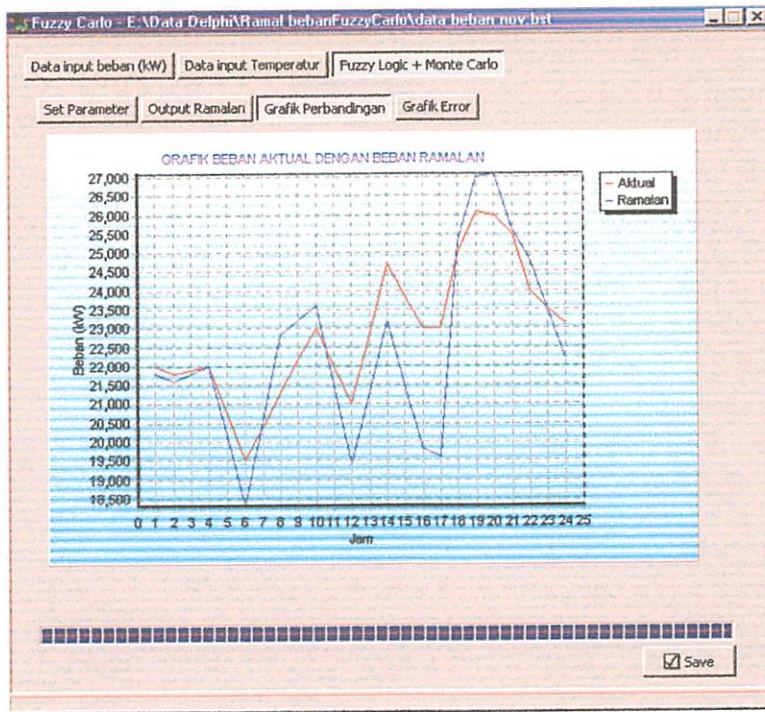 Fuzzy Carlo - E:\Data Delphi\Ramal bebanFuzzyCarlo\data beban nov.bst
Data input beban (kW) Data input Temperatur Fuzzy Logic + Monte Carlo
Set Parameter Output Ramalan Grafik Perbandingan Grafik Error
GRAFIK BEBAN AKTUAL DENGAN BEBAN RAMALAN
27,000
26,500
26,000
25,500
25,000
24,500
24,000
23,500
23,000
22,500
22,000
21,500
21,000
20,500
20,000
19,500
19,000
18,500
Beban (kW)
0 1 2 3 4 5 6 7 8 9 10 11 12 13 14 15 16 17 18 19 20 21 22 23 24 25
Jam
Aktual
Ramalan
Save